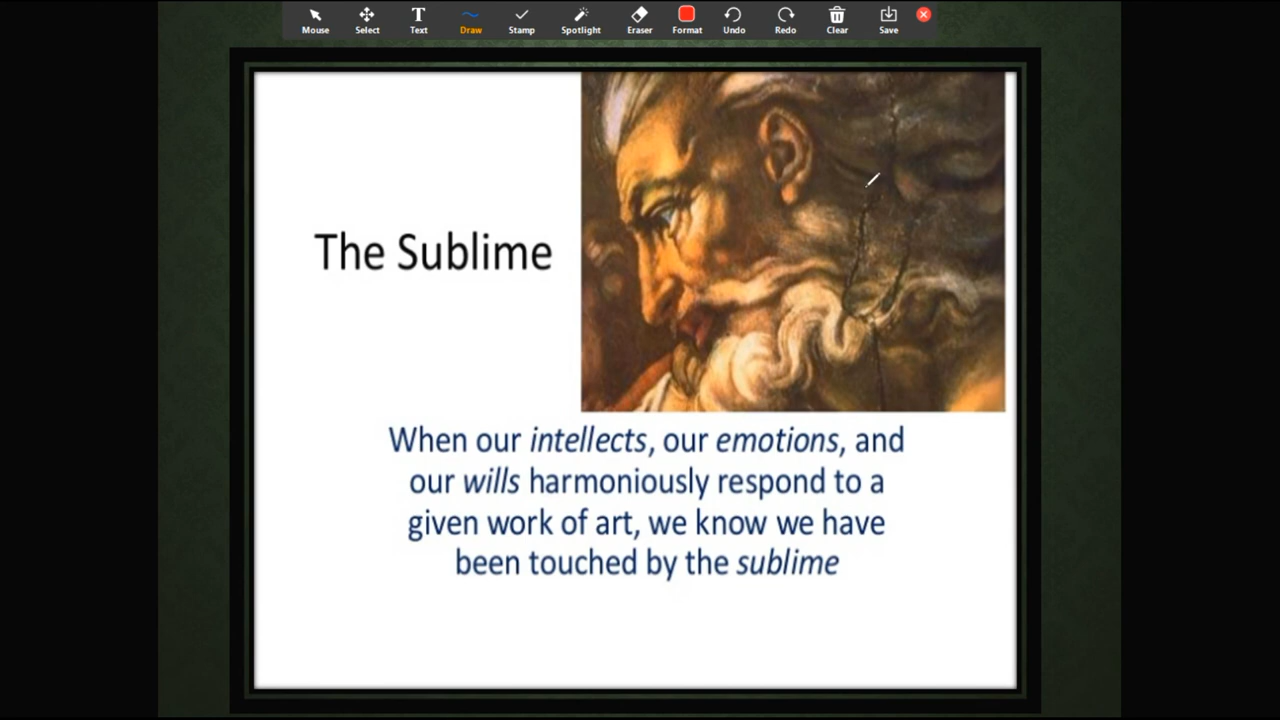 Mouse Select Text Draw Stamp Spotlight Eraser Format Undo Redo Clear Save
The Sublime
When our intellects, our emotions, and
our wills harmoniously respond to a
given work of art, we know we have
been touched by the sublime